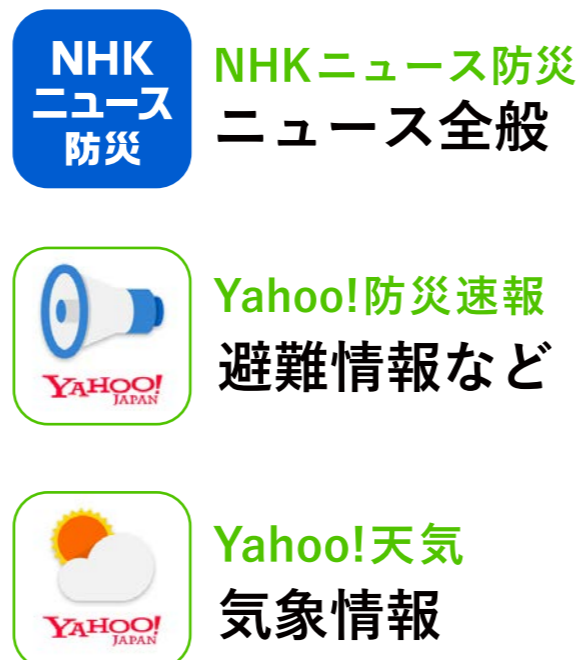 NHK
ニュース
防災
NHKニュース防災
ニュース全般
YAHOO!
JAPAN
Yahoo!防災速報
避難情報など
YAHOO!
JAPAN
Yahoo!天気
気象情報